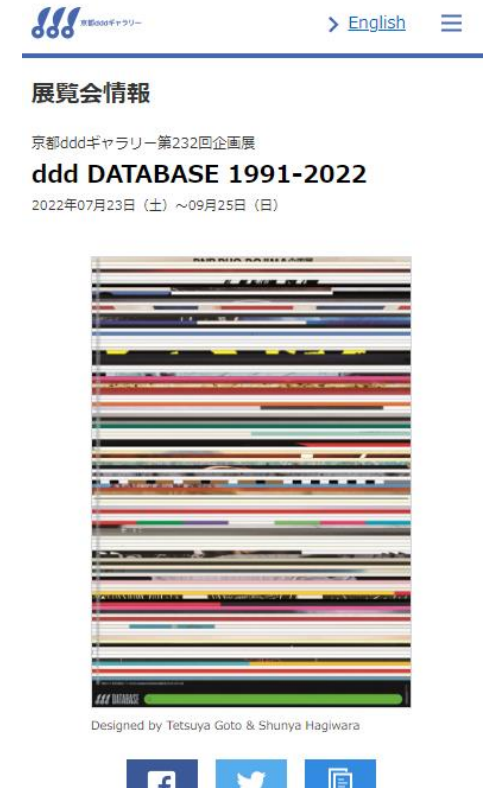 京都dddギャラリー
English
展覧会情報
京都dddギャラリー第232回企画展
ddd DATABASE 1991-2022
2022年07月23日（土）～09月25日（日）
DATABASE
Designed by Tetsuya Goto & Shunya Hagiwara